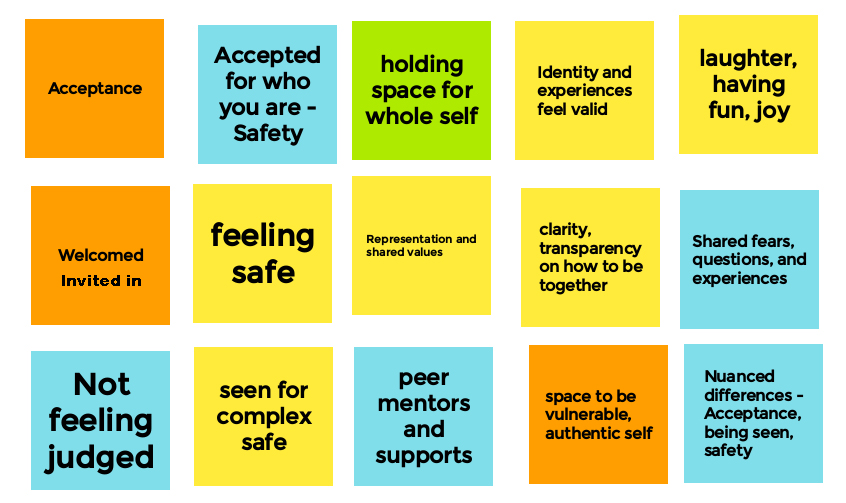 Acceptance
Accepted
for who
you are -
Safety
holding
space for
whole self
Identity and
experiences
feel valid
laughter,
having
fun, joy
Welcomed
Invited in
feeling
safe
Representation and
shared values
clarity,
transparency
on how to be
together
Shared fears,
questions, and
experiences
Not
feeling
judged
seen for
complex
safe
peer
mentors
and
supports
space to be
vulnerable,
authentic self
Nuanced
differences -
Acceptance,
being seen,
safety